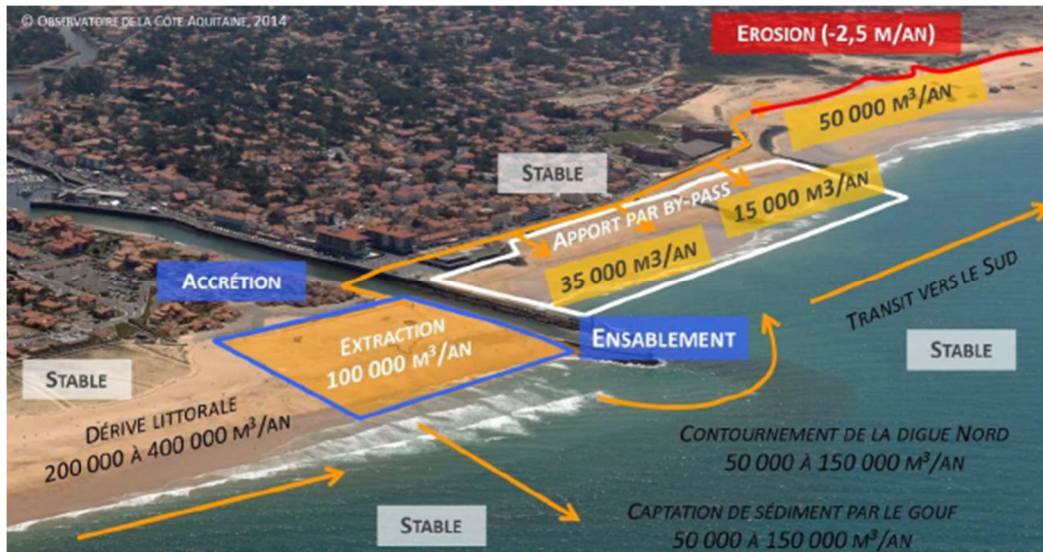 © OBSERVATOIRE DE LA CÔTE AQUITAINE, 2014
EROSION (-2,5 M/AN)
50 000 M³/AN
STABLE
15 000 M3/AN
APPORT PAR BY-PASS
35 000 M3/AN
ACCRÉTION
TRANSIT VERS LE SUD
EXTRACTION
100 000 M³/AN
ENSABLEMENT
STABLE
STABLE
DÉRIVE LITTORALE
200 000 À 400 000 M³/AN
CONTOURNEMENT DE LA DIGUE NORD
50 000 À 150 000 M³/AN
STABLE
CAPTATION DE SÉDIMENT PAR LE GOUF
50 000 À 150 000 M³/AN